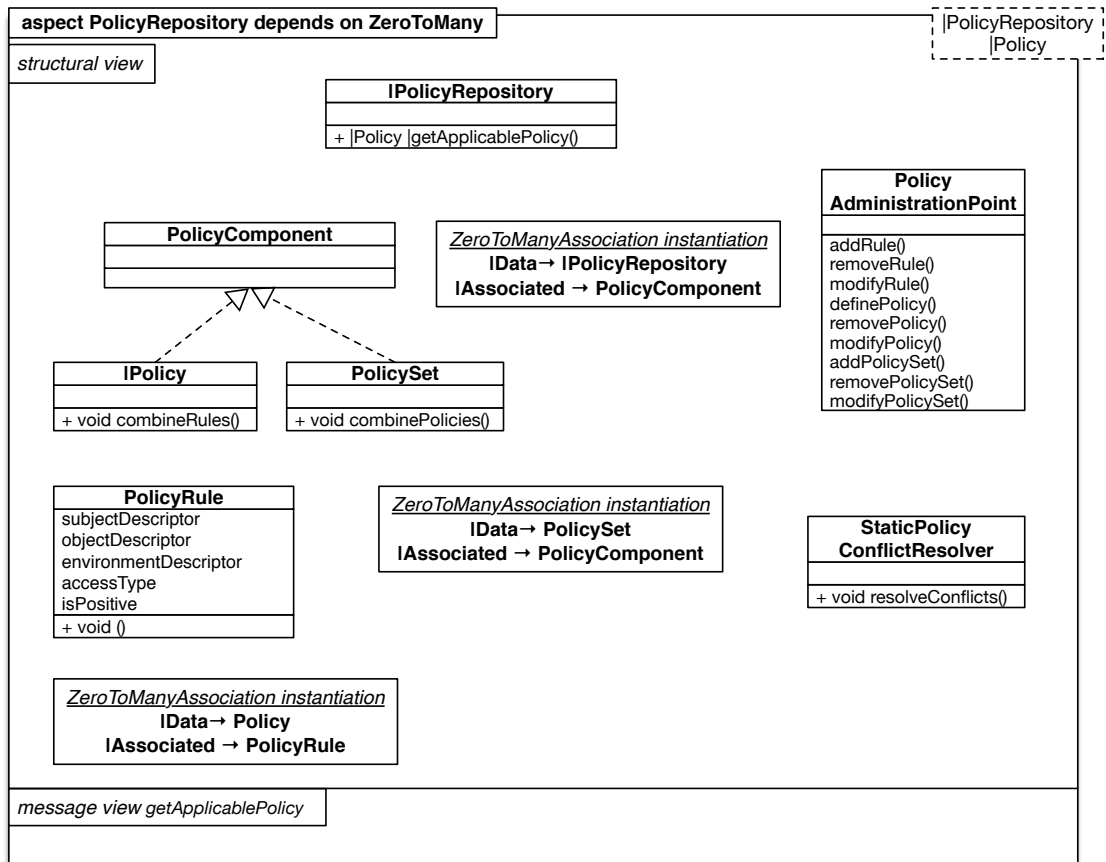 aspect PolicyRepository depends on ZeroToMany
|PolicyRepository
|Policy
structural view
|PolicyRepository
+ |Policy |getApplicablePolicy()
PolicyComponent
ZeroToManyAssociation instantiation
|Data→ |PolicyRepository
|Associated → PolicyComponent
Policy
AdministrationPoint
addRule()
removeRule()
modifyRule()
definePolicy()
removePolicy()
modifyPolicy()
addPolicySet()
removePolicySet()
modifyPolicySet()
|Policy
+ void combineRules()
PolicySet
+ void combinePolicies()
PolicyRule
subjectDescriptor
objectDescriptor
environmentDescriptor
accessType
isPositive
+ void ()
ZeroToManyAssociation instantiation
|Data→ PolicySet
|Associated → PolicyComponent
StaticPolicy
ConflictResolver
+ void resolveConflicts()
ZeroToManyAssociation instantiation
|Data→ Policy
|Associated → PolicyRule
message view getApplicablePolicy